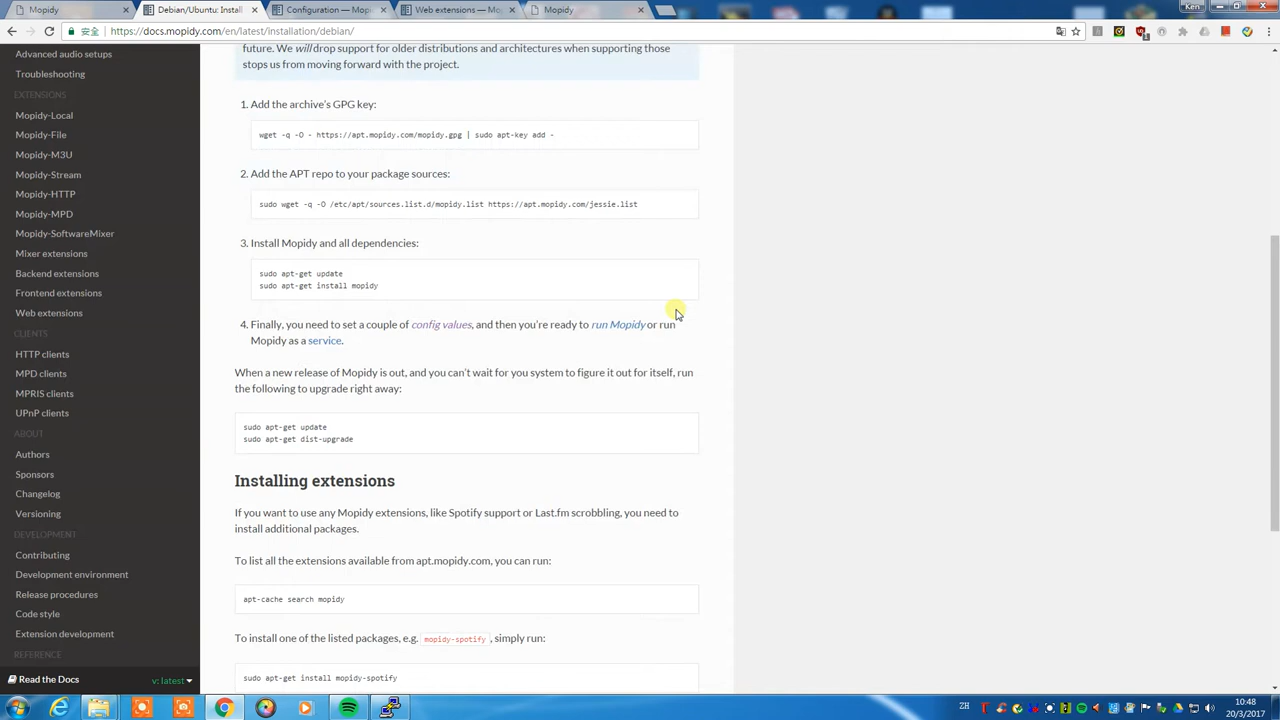 Mopidy
Debian/Ubuntu: Install
Configuration — Mopi
Web extensions — Mo
Mopidy
Ken
安全
https://docs.mopidy.com/en/latest/installation/debian/
Advanced audio setups
Troubleshooting
EXTENSIONS
Mopidy-Local
Mopidy-File
Mopidy-M3U
Mopidy-Stream
Mopidy-HTTP
Mopidy-MPD
Mopidy-SoftwareMixer
Mixer extensions
Backend extensions
Frontend extensions
Web extensions
CLIENTS
HTTP clients
MPD clients
MPRIS clients
UPnP clients
ABOUT
Authors
Sponsors
Changelog
Versioning
DEVELOPMENT
Contributing
Development environment
Release procedures
Code style
Extension development
REFERENCE
Read the Docs
v: latest
future. We will drop support for older distributions and architectures when supporting those
stops us from moving forward with the project.
1. Add the archive's GPG key:
wget -q -O - https://apt.mopidy.com/mopidy.gpg | sudo apt-key add -
2. Add the APT repo to your package sources:
sudo wget -q -O /etc/apt/sources.list.d/mopidy.list https://apt.mopidy.com/jessie.list
3. Install Mopidy and all dependencies:
sudo apt-get update
sudo apt-get install mopidy
4. Finally, you need to set a couple of config values, and then you're ready to run Mopidy or run
Mopidy as a service.
When a new release of Mopidy is out, and you can't wait for you system to figure it out for itself, run
the following to upgrade right away:
sudo apt-get update
sudo apt-get dist-upgrade
Installing extensions
If you want to use any Mopidy extensions, like Spotify support or Last.fm scrobbling, you need to
install additional packages.
To list all the extensions available from apt.mopidy.com, you can run:
apt-cache search mopidy
To install one of the listed packages, e.g. mopidy-spotify, simply run:
sudo apt-get install mopidy-spotify
ZH
10:48
20/3/2017